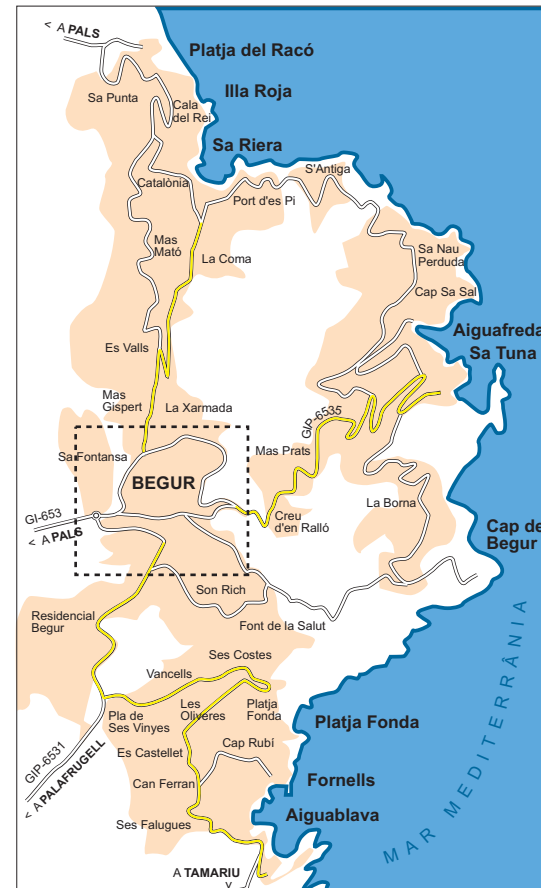 < A PALS
Platja del Racó
Illa Roja
Sa Punta
Cala
del Rei
Sa Riera
S'Antiga
Catalònia
Port d'es Pi
Mas
Mató
La Coma
Sa Nau
Perduda
Cap Sa Sal
Aiguafreda
Sa Tuna
Es Valls
Mas
Gispert
La Xarmada
GIP-6535
Sa Fontansa
Mas Prats
BEGUR
La Borna
GI-653
< A PALS
Creu
d'en Ralló
Cap de
Begur
Son Rich
Residencial
Begur
Font de la Salut
Ses Costes
Vancells
Pla de
Ses Vinyes
Les
Oliveres
Platja
Fonda
Platja Fonda
Es Castellet
Cap Rubí
GIP-6531
< A PALAFRUGELL
Can Ferran
Fornells
Aiguablava
Ses Falugues
A TAMARIU
V
MAR MEDITERRÂNIA